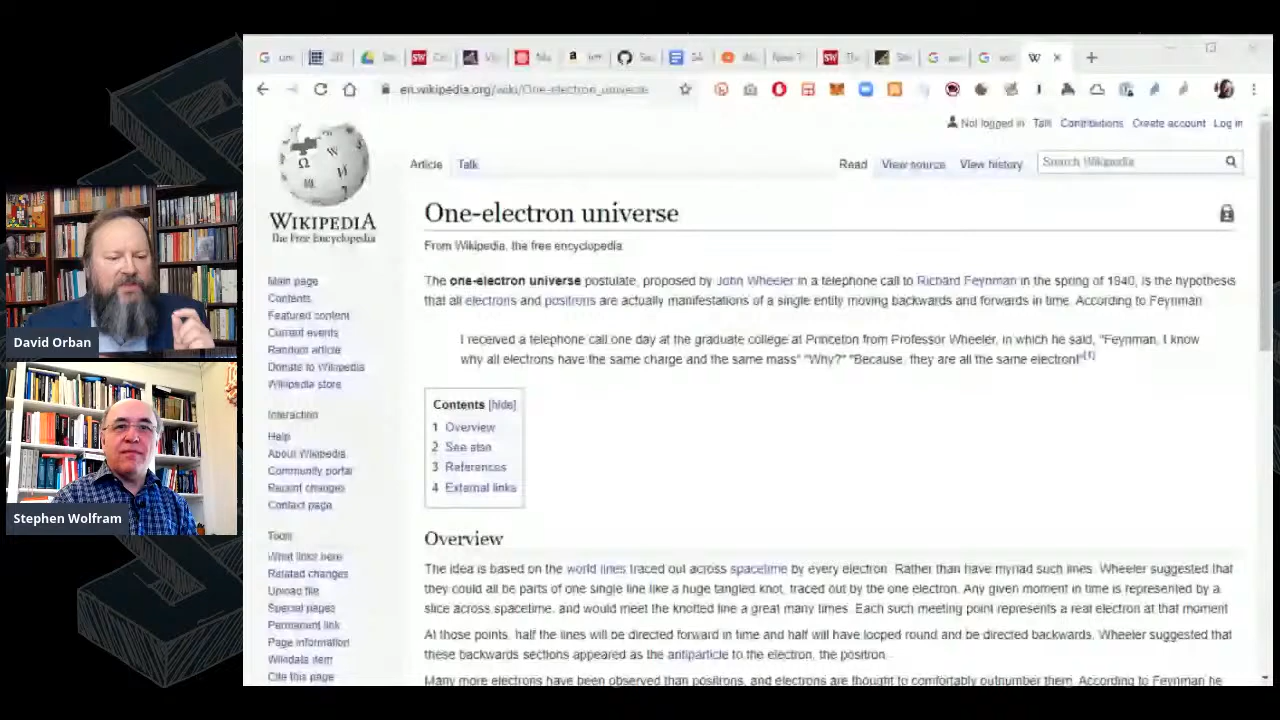 en.wikipedia.org/wiki/One-electron_universe
Not logged in Talk Contributions Create account Log in
Article Talk Read View source View history Search Wikipedia
WIKIPEDIA
The Free Encyclopedia
One-electron universe
From Wikipedia, the free encyclopedia
The one-electron universe postulate, proposed by John Wheeler in a telephone call to Richard Feynman in the spring of 1940, is the hypothesis
that all electrons and positrons are actually manifestations of a single entity moving backwards and forwards in time. According to Feynman
I received a telephone call one day at the graduate college at Princeton from Professor Wheeler, in which he said, "Feynman, I know
why all electrons have the same charge and the same mass" "Why?" "Because, they are all the same electron!"[1]
Contents [hide]
1 Overview
2 See also
3 References
4 External links
Overview
The idea is based on the world lines traced out across spacetime by every electron. Rather than have myriad such lines, Wheeler suggested that
they could all be parts of one single line like a huge tangled knot, traced out by the one electron. Any given moment in time is represented by a
slice across spacetime, and would meet the knotted line a great many times. Each such meeting point represents a real electron at that moment
At those points, half the lines will be directed forward in time and half will have looped round and be directed backwards. Wheeler suggested that
these backwards sections appeared as the antiparticle to the electron, the positron.
Many more electrons have been observed than positrons, and electrons are thought to comfortably outnumber them. According to Feynman he
Main page
Contents
Featured content
Current events
Random article
Donate to Wikipedia
Wikipedia store
Interaction
Help
About Wikipedia
Community portal
Recent changes
Contact page
Tools
What links here
Related changes
Upload file
Special pages
Permanent link
Page information
Wikidata item
Cite this page
David Orban
Stephen Wolfram